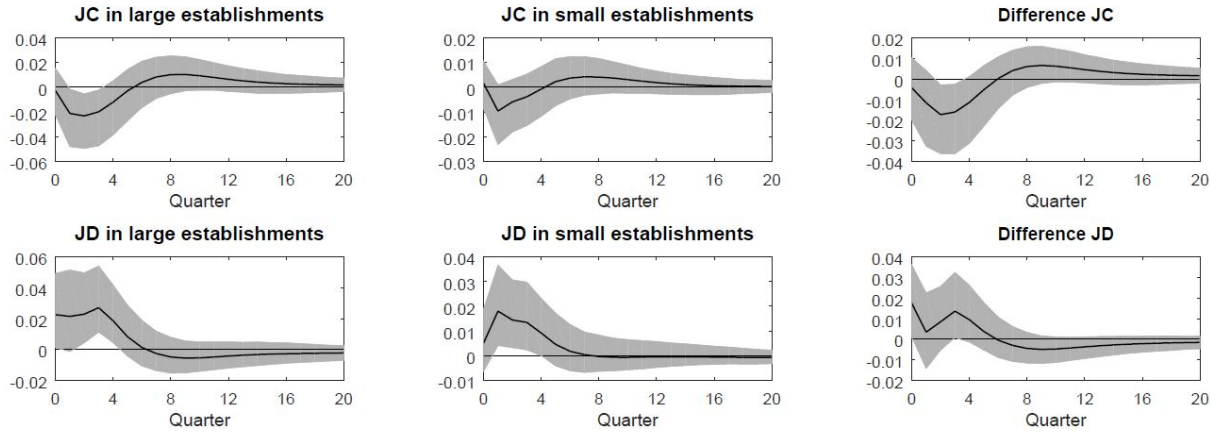 JC in large establishments
0.04
0.02
0
-0.02
-0.04
-0.06
0 4 8 12 16 20
Quarter
JC in small establishments
0.02
0.01
0
-0.01
-0.02
-0.03
0 4 8 12 16 20
Quarter
Difference JC
0.02
0.01
0
-0.01
-0.02
-0.03
-0.04
0 4 8 12 16 20
Quarter
JD in large establishments
0.06
0.04
0.02
0
-0.02
0 4 8 12 16 20
Quarter
JD in small establishments
0.04
0.03
0.02
0.01
0
-0.01
0 4 8 12 16 20
Quarter
Difference JD
0.04
0.03
0.02
0.01
0
-0.01
-0.02
0 4 8 12 16 20
Quarter